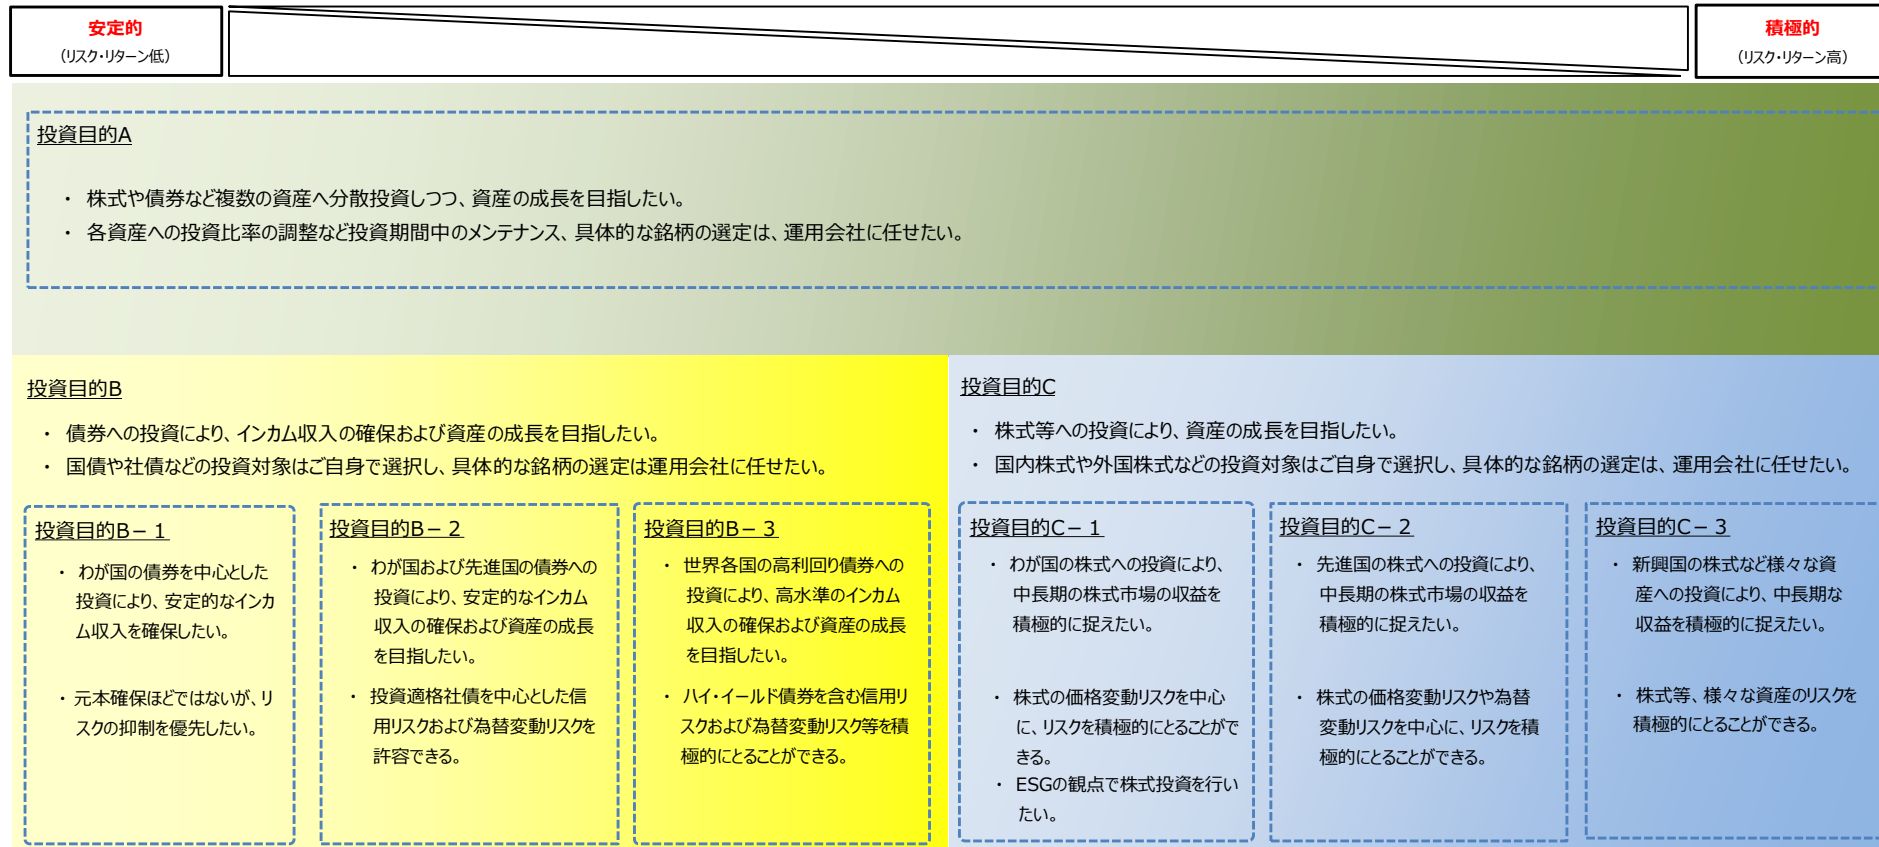 安定的
（リスク・リターン低）
積極的
（リスク・リターン高）
投資目的A
・ 株式や債券など複数の資産へ分散投資しつつ、資産の成長を目指したい。
・ 各資産への投資比率の調整など投資期間中のメンテナンス、具体的な銘柄の選定は、運用会社に任せたい。
投資目的B
・ 債券への投資により、インカム収入の確保および資産の成長を目指したい。
・ 国債や社債などの投資対象はご自身で選択し、具体的な銘柄の選定は運用会社に任せたい。
投資目的B－１
・ わが国の債券を中心とした
投資により、安定的なインカ
ム収入を確保したい。
・ 元本確保ほどではないが、リ
スクの抑制を優先したい。
投資目的B－２
・ わが国および先進国の債券への
投資により、安定的なインカム
収入の確保および資産の成長
を目指したい。
・ 投資適格社債を中心とした信
用リスクおよび為替変動リスクを
許容できる。
投資目的B－３
・ 世界各国の高利回り債券への
投資により、高水準のインカム
収入の確保および資産の成長
を目指したい。
・ ハイ・イールド債券を含む信用リ
スクおよび為替変動リスク等を積
極的にとることができる。
投資目的C
・ 株式等への投資により、資産の成長を目指したい。
・ 国内株式や外国株式などの投資対象はご自身で選択し、具体的な銘柄の選定は、運用会社に任せたい。
投資目的C－１
・ わが国の株式への投資により、
中長期の株式市場の収益を
積極的に捉えたい。
・ 株式の価格変動リスクを中心
に、リスクを積極的にとることがで
きる。
・ ESGの観点で株式投資を行い
たい。
投資目的C－２
・ 先進国の株式への投資により、
中長期の株式市場の収益を
積極的に捉えたい。
・ 株式の価格変動リスクや為替
変動リスクを中心に、リスクを積
極的にとることができる。
投資目的C－３
・ 新興国の株式など様々な資
産への投資により、中長期な
収益を積極的に捉えたい。
・ 株式等、様々な資産のリスクを
積極的にとることができる。